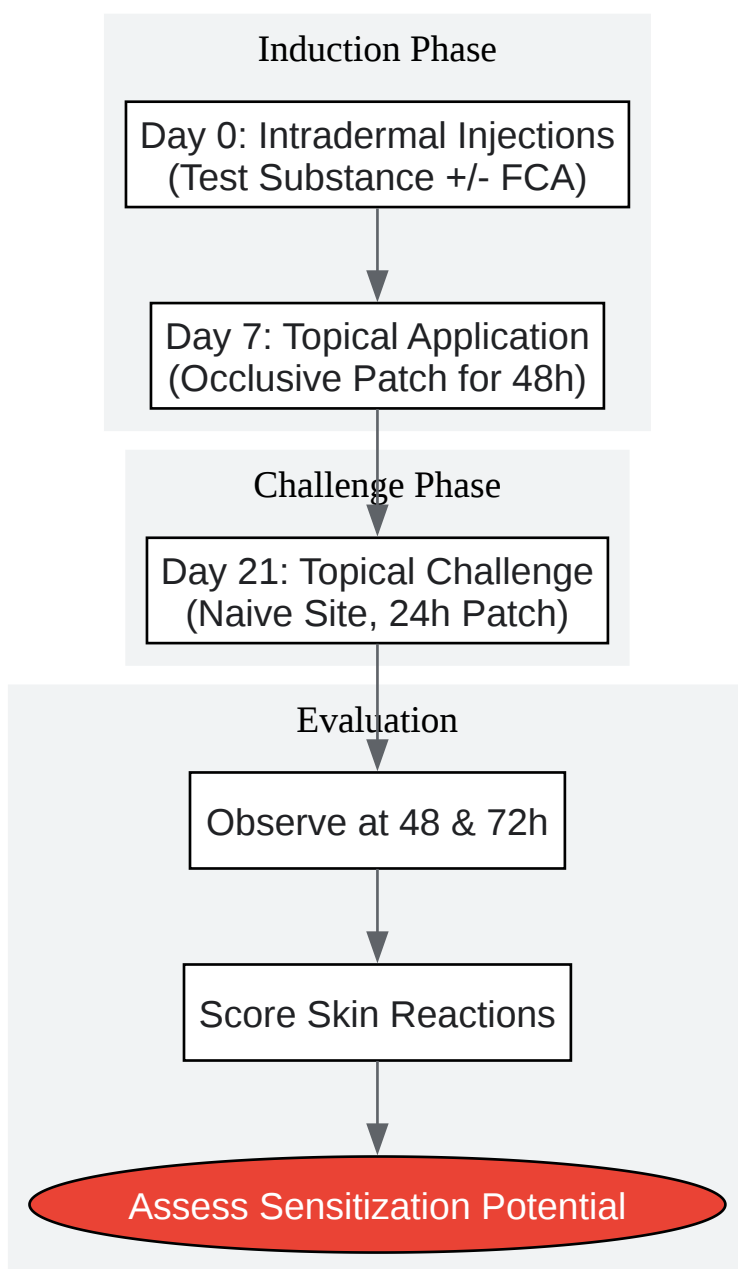 Induction Phase
Day 0: Intradermal Injections
(Test Substance +/- FCA)
Day 7: Topical Application
(Occlusive Patch for 48h)
Challenge Phase
Day 21: Topical Challenge
(Naive Site, 24h Patch)
Evaluation
Observe at 48 & 72h
Score Skin Reactions
Assess Sensitization Potential